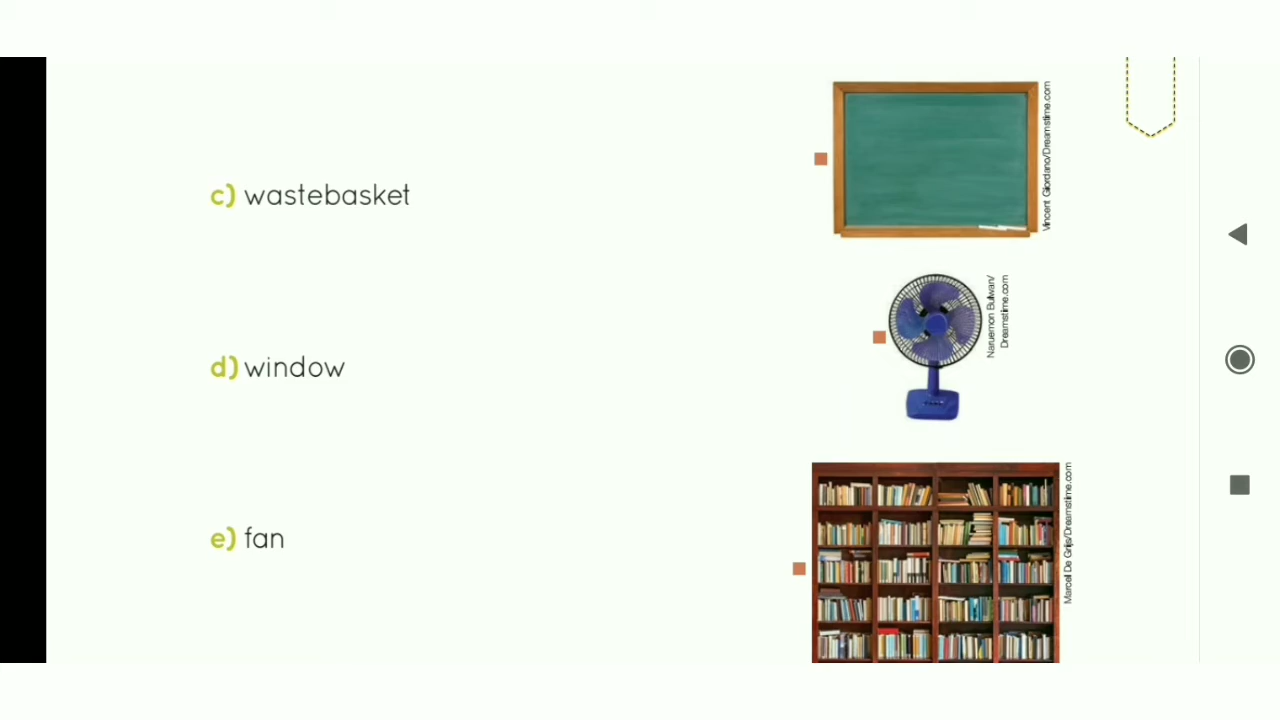 c) wastebasket
d) window
e) fan
Vincent Giordano/Dreamstime.com
Naruemon Bulwan/
Dreamstime.com
Marcel De Grijs/Dreamstime.com